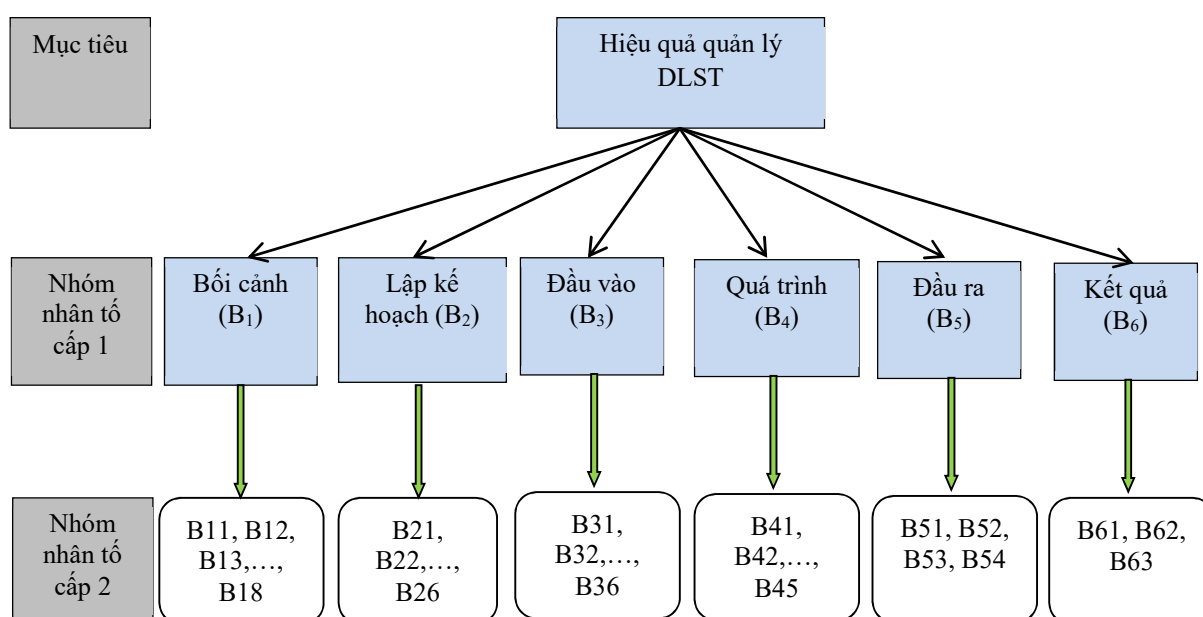 Mục tiêu
Hiệu quả quản lý
DLST
Nhóm
nhân tố
cấp 1
Bối cảnh
(B₁)
Lập kế
hoạch (B₂)
Đầu vào
(B₃)
Quá trình
(B₄)
Đầu ra
(B₅)
Kết quả
(B₆)
Nhóm
nhân tố
cấp 2
B11, B12,
B13,…,
B18
B21,
B22,…,
B26
B31,
B32,…,
B36
B41,
B42,…,
B45
B51, B52,
B53, B54
B61, B62,
B63